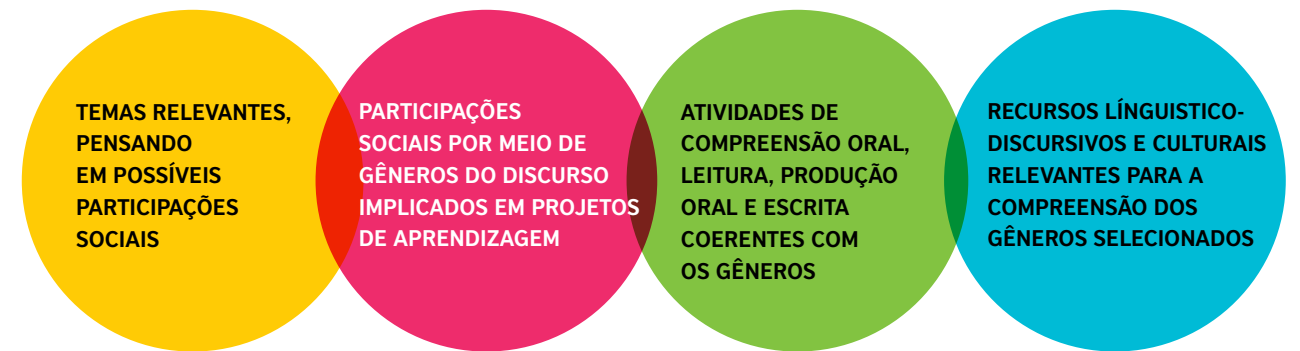 TEMAS RELEVANTES,
PENSANDO
EM POSSÍVEIS
PARTICIPAÇÕES
SOCIAIS
PARTICIPAÇÕES
SOCIAIS POR MEIO DE
GÊNEROS DO DISCURSO
IMPLICADOS EM PROJETOS
DE APRENDIZAGEM
ATIVIDADES DE
COMPREENSÃO ORAL,
LEITURA, PRODUÇÃO
ORAL E ESCRITA
COERENTES COM
OS GÊNEROS
RECURSOS LÍNGUISTICO-
DISCURSIVOS E CULTURAIS
RELEVANTES PARA A
COMPREENSÃO DOS
GÊNEROS SELECIONADOS